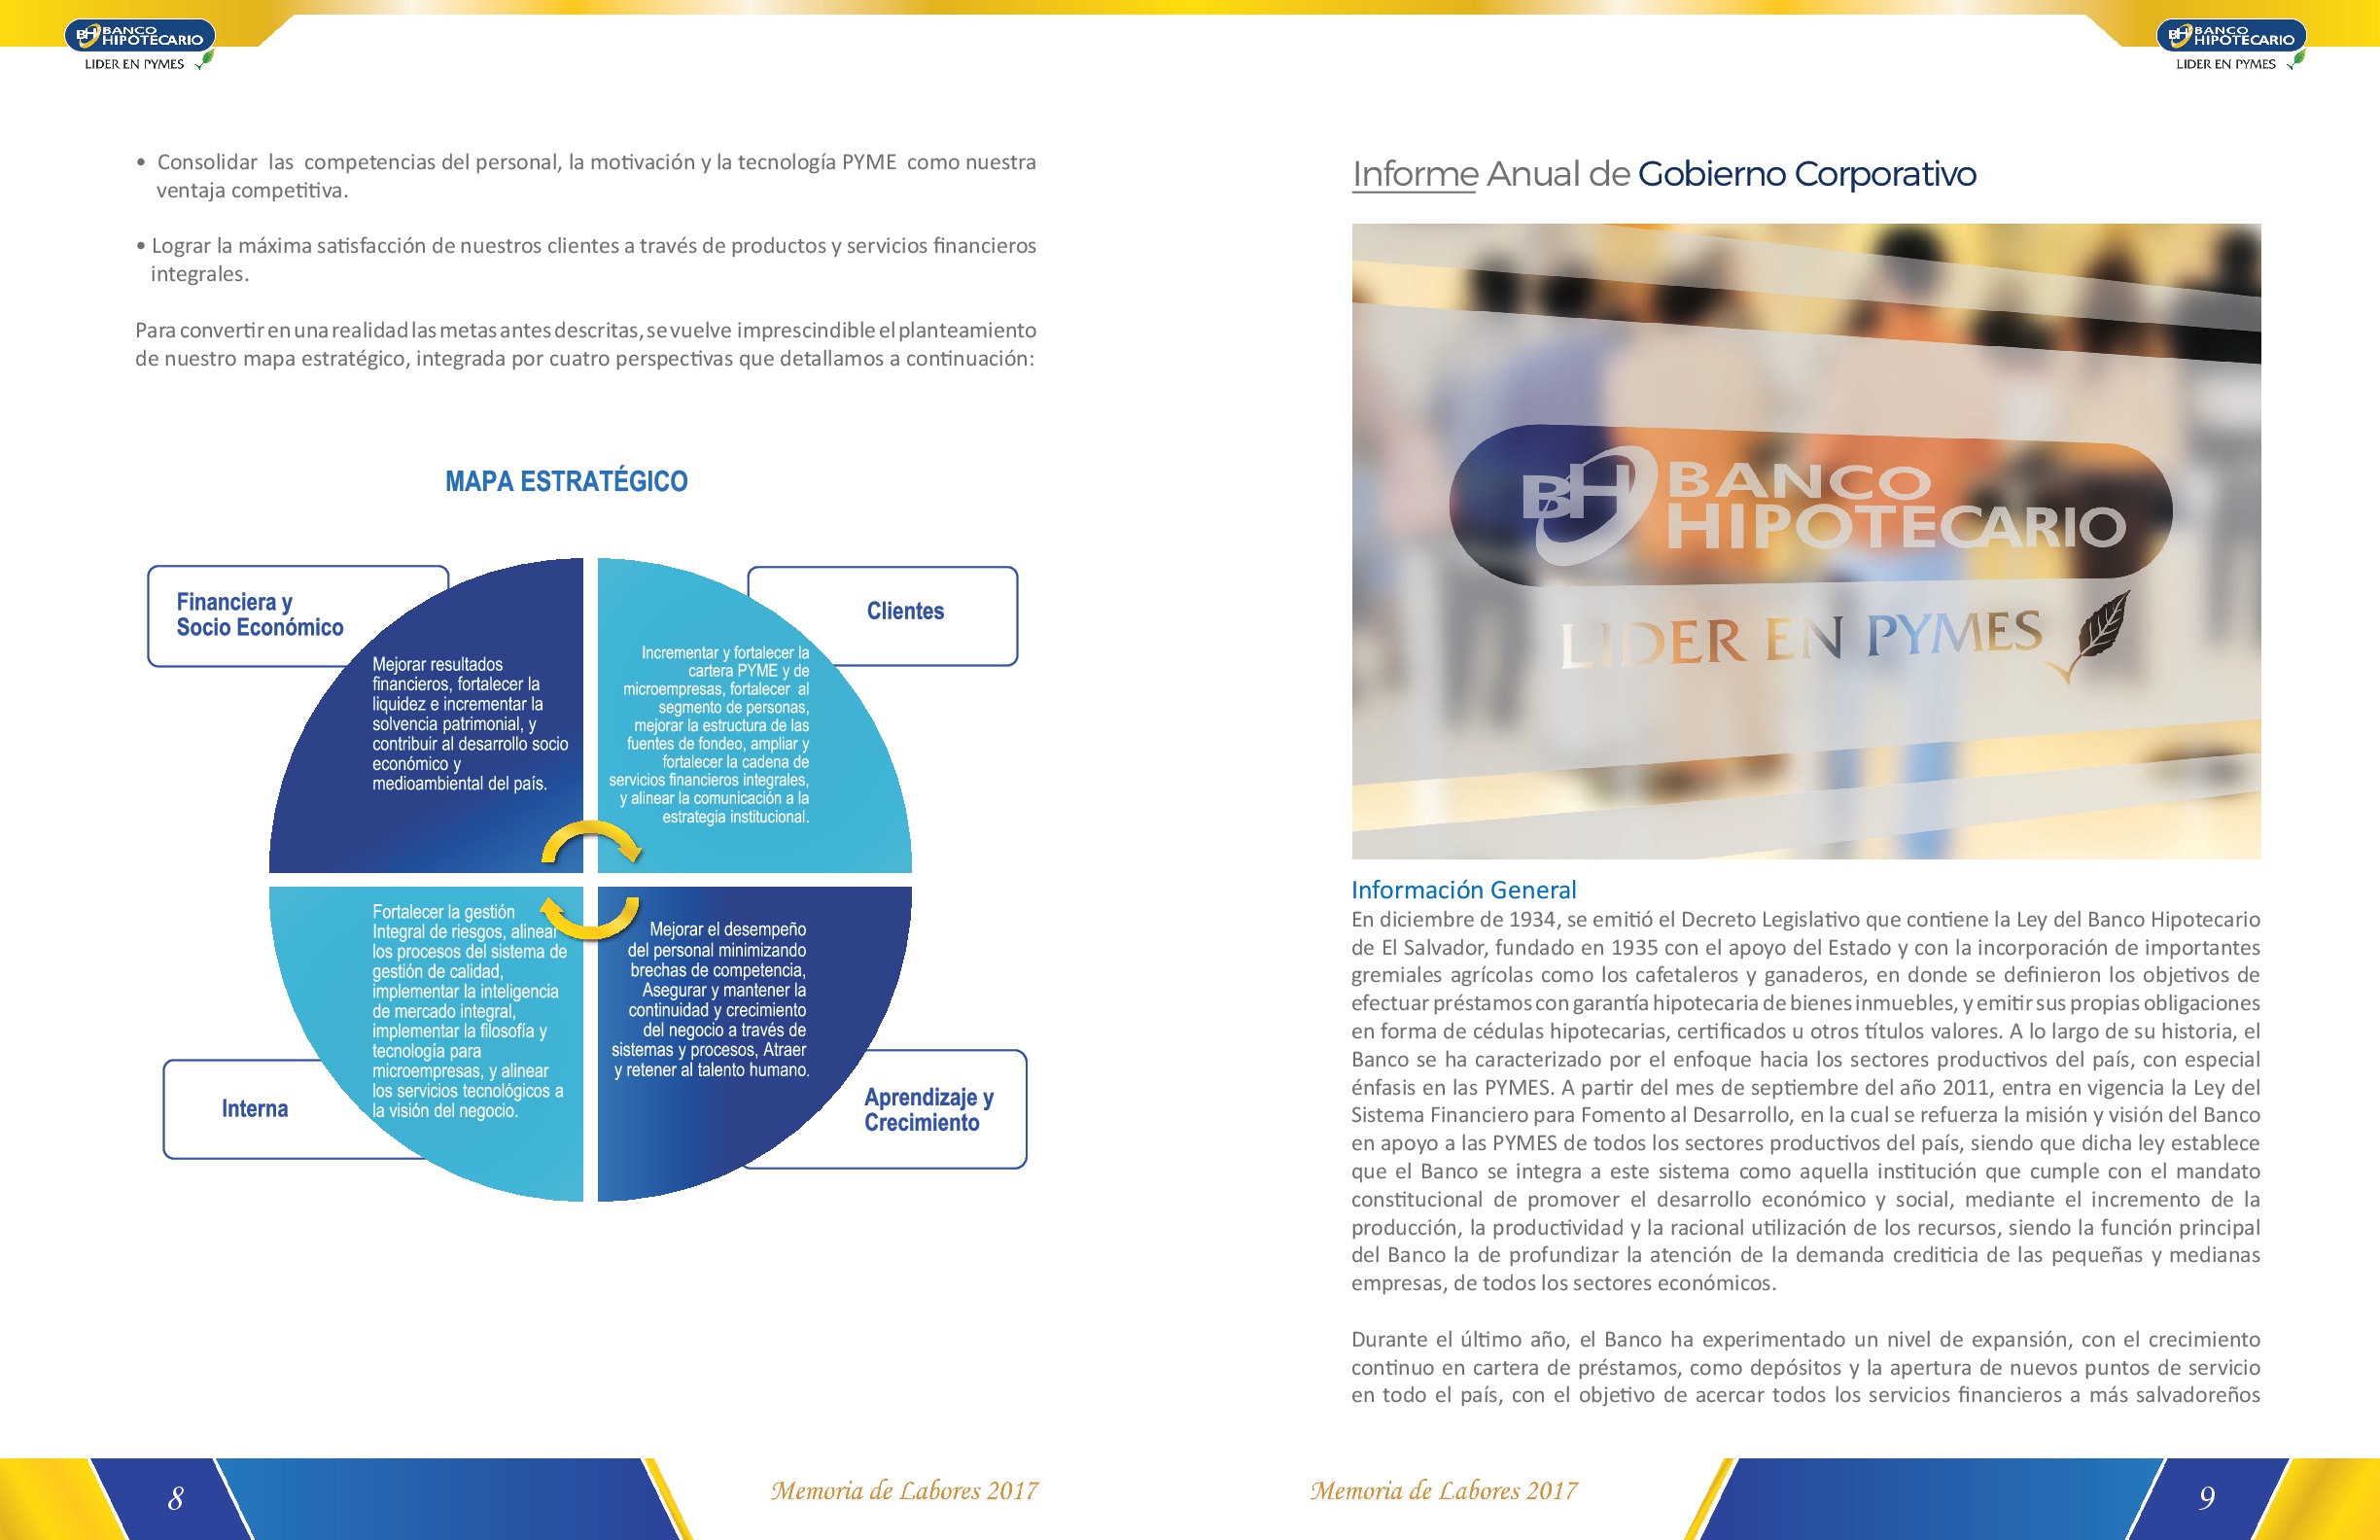 BH BANCO
HIPOTECARIO
LIDER EN PYMES
• Consolidar las competencias del personal, la motivación y la tecnología PYME como nuestra
ventaja competitiva.
• Lograr la máxima satisfacción de nuestros clientes a través de productos y servicios financieros
integrales.
Para convertir en una realidad las metas antes descritas, se vuelve imprescindible el planteamiento
de nuestro mapa estratégico, integrada por cuatro perspectivas que detallamos a continuación:
MAPA ESTRATÉGICO
Financiera y
Socio Económico
Mejorar resultados
financieros, fortalecer la
liquidez e incrementar la
solvencia patrimonial, y
contribuir al desarrollo socio
económico y
medioambiental del país.
Clientes
Incrementar y fortalecer la
cartera PYME y de
microempresas, fortalecer al
segmento de personas,
mejorar la estructura de las
fuentes de fondeo, ampliar y
fortalecer la cadena de
servicios financieros integrales,
y alinear la comunicación a la
estrategia institucional.
Interna
Fortalecer la gestión
Integral de riesgos, alinear
los procesos del sistema de
gestión de calidad,
implementar la inteligencia
de mercado integral,
implementar la filosofía y
tecnología para
microempresas, y alinear
los servicios tecnológicos a
la visión del negocio.
Mejorar el desempeño
del personal minimizando
brechas de competencia,
Asegurar y mantener la
continuidad y crecimiento
del negocio a través de
sistemas y procesos, Atraer
y retener al talento humano.
Aprendizaje y
Crecimiento
8
Memoria de Labores 2017
BH BANCO
HIPOTECARIO
LIDER EN PYMES
Informe Anual de Gobierno Corporativo
BH BANCO
HIPOTECARIO
LIDER EN PYMES
Información General
En diciembre de 1934, se emitió el Decreto Legislativo que contiene la Ley del Banco Hipotecario
de El Salvador, fundado en 1935 con el apoyo del Estado y con la incorporación de importantes
gremiales agrícolas como los cafetaleros y ganaderos, en donde se definieron los objetivos de
efectuar préstamos con garantía hipotecaria de bienes inmuebles, y emitir sus propias obligaciones
en forma de cédulas hipotecarias, certificados u otros títulos valores. A lo largo de su historia, el
Banco se ha caracterizado por el enfoque hacia los sectores productivos del país, con especial
énfasis en las PYMES. A partir del mes de septiembre del año 2011, entra en vigencia la Ley del
Sistema Financiero para Fomento al Desarrollo, en la cual se refuerza la misión y visión del Banco
en apoyo a las PYMES de todos los sectores productivos del país, siendo que dicha ley establece
que el Banco se integra a este sistema como aquella institución que cumple con el mandato
constitucional de promover el desarrollo económico y social, mediante el incremento de la
producción, la productividad y la racional utilización de los recursos, siendo la función principal
del Banco la de profundizar la atención de la demanda crediticia de las pequeñas y medianas
empresas, de todos los sectores económicos.
Durante el último año, el Banco ha experimentado un nivel de expansión, con el crecimiento
continuo en cartera de préstamos, como depósitos y la apertura de nuevos puntos de servicio
en todo el país, con el objetivo de acercar todos los servicios financieros a más salvadoreños
Memoria de Labores 2017
9